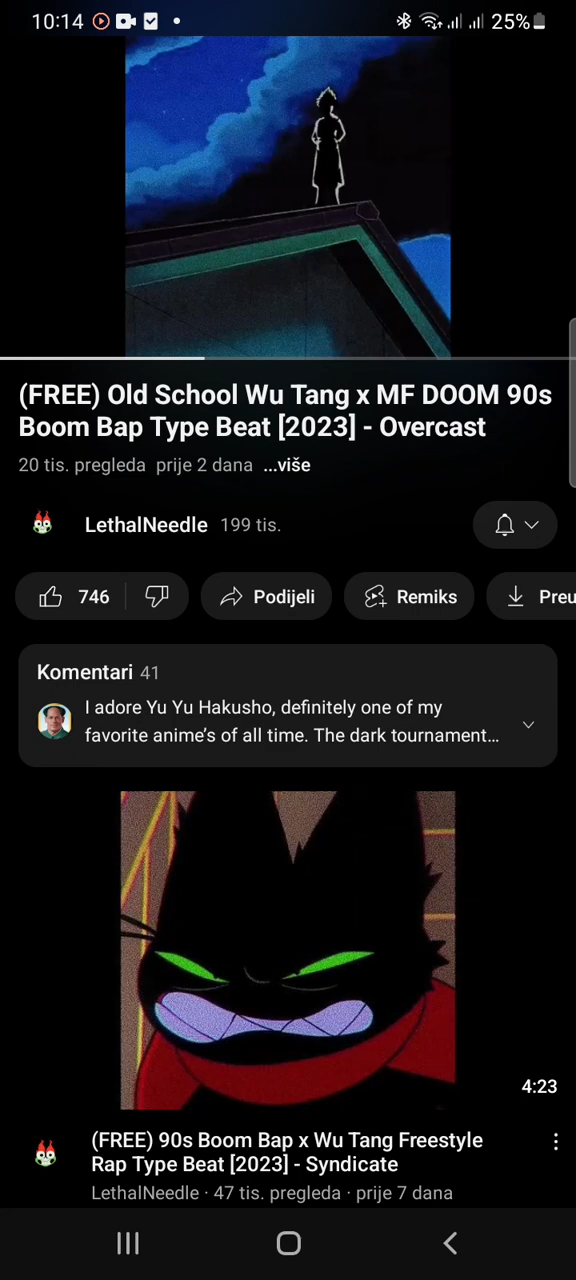 10:14
25%
(FREE) Old School Wu Tang x MF DOOM 90s
Boom Bap Type Beat [2023] - Overcast
20 tis. pregleda prije 2 dana ...više
LethalNeedle 199 tis.
746
Podijeli
Remiks
Preu
Komentari 41
I adore Yu Yu Hakusho, definitely one of my
favorite anime’s of all time. The dark tournament...
4:23
(FREE) 90s Boom Bap x Wu Tang Freestyle
Rap Type Beat [2023] - Syndicate
LethalNeedle · 47 tis. pregleda · prije 7 dana